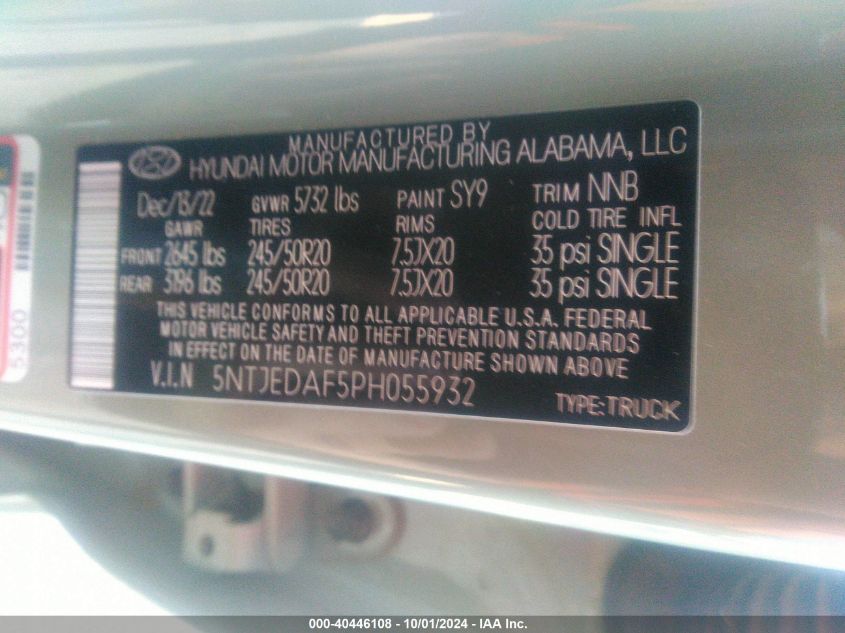 MANUFACTURED BY
HYUNDAI MOTOR MANUFACTURING ALABAMA, LLC
Dec/13/22 GVWR 5732 lbs PAINT SY9 TRIM NNB
GAWR TIRES RIMS COLD TIRE INFL
FRONT 2645 lbs 245/50R20 7.5JX20 35 psi SINGLE
REAR 3196 lbs 245/50R20 7.5JX20 35 psi SINGLE
THIS VEHICLE CONFORMS TO ALL APPLICABLE U.S.A. FEDERAL
MOTOR VEHICLE SAFETY AND THEFT PREVENTION STANDARDS
IN EFFECT ON THE DATE OF MANUFACTURE SHOWN ABOVE
V.I.N 5NTJEDAF5PH055932
TYPE:TRUCK
5300
000-40446108 - 10/01/2024 - IAA Inc.